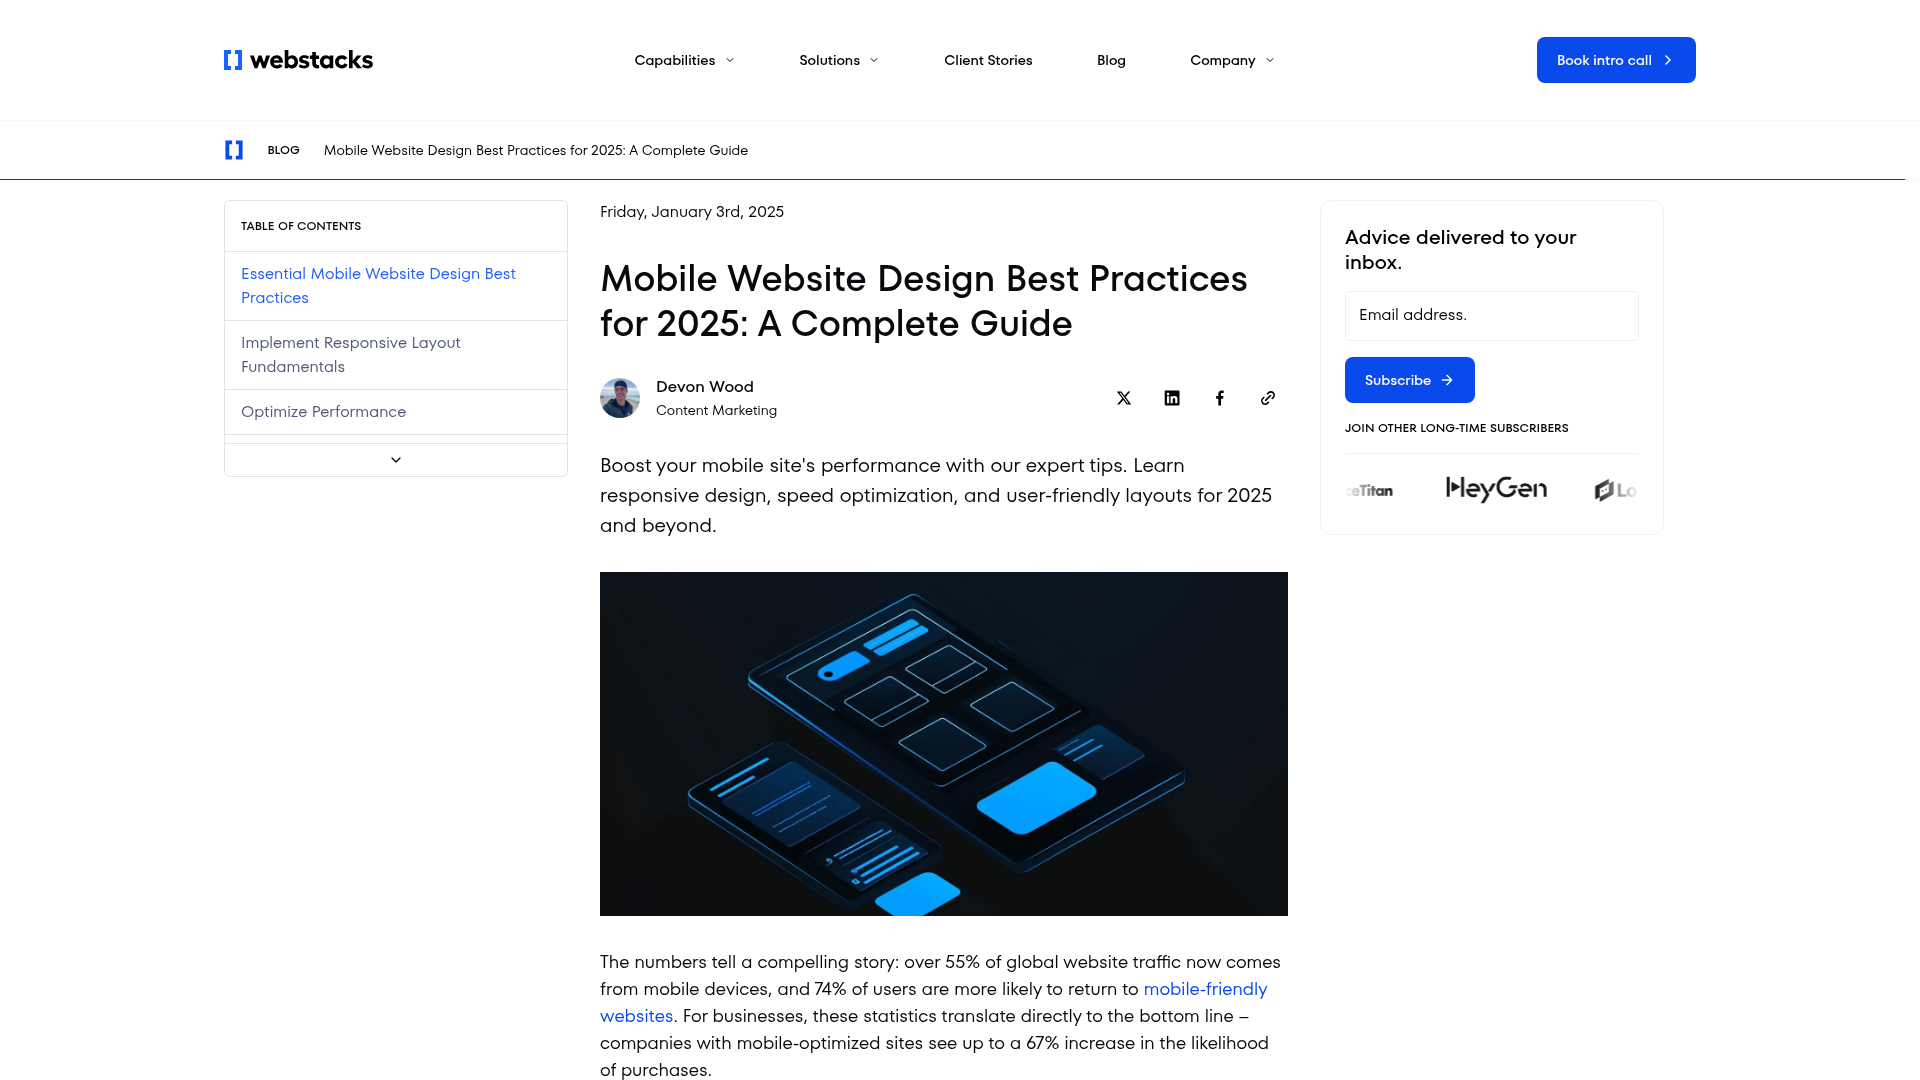 webstacks
Capabilities
Solutions
Client Stories
Blog
Company
Book intro call
BLOG
Mobile Website Design Best Practices for 2025: A Complete Guide
TABLE OF CONTENTS
Essential Mobile Website Design Best
Practices
Implement Responsive Layout
Fundamentals
Optimize Performance
Friday, January 3rd, 2025
Mobile Website Design Best Practices
for 2025: A Complete Guide
Devon Wood
Content Marketing
Boost your mobile site's performance with our expert tips. Learn
responsive design, speed optimization, and user-friendly layouts for 2025
and beyond.
The numbers tell a compelling story: over 55% of global website traffic now comes
from mobile devices, and 74% of users are more likely to return to mobile-friendly
websites. For businesses, these statistics translate directly to the bottom line –
companies with mobile-optimized sites see up to a 67% increase in the likelihood
of purchases.
Advice delivered to your
inbox.
Email address.
Subscribe
JOIN OTHER LONG-TIME SUBSCRIBERS
ceTitan
HeyGen
Lo